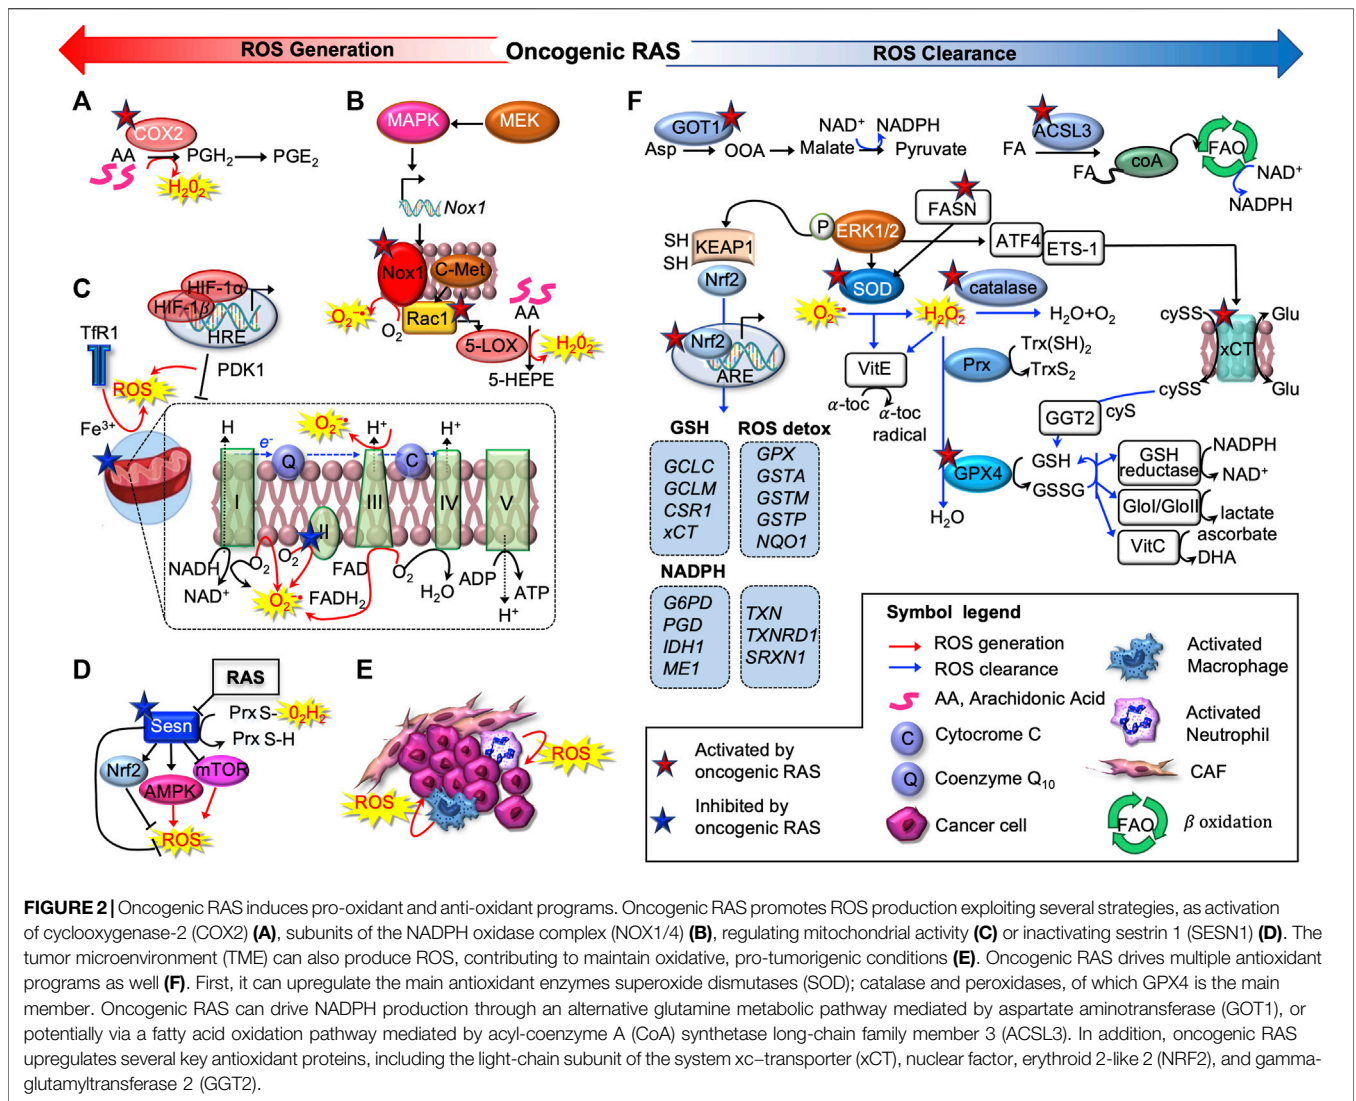 ROS Generation
Oncogenic RAS
ROS Clearance
A
COX2
AA
PGH2
PGE2
H202
B
MAPK
MEK
Nox1
Nox1
C-Met
O2-•
O2
Rac1
AA
5-LOX
H202
5-HEPE
C
HIF-1α
HIF-1β
HRE
TfR1
PDK1
ROS
Fe3+
H
e-
Q
O2-•
H+
C
H+
I
II
III
IV
V
NADH
NAD+
O2
O2
O2-•
FAD
FADH2
O2
H2O
ADP
ATP
H+
D
RAS
Sesn
Prx S-02H2
Prx S-H
Nrf2
AMPK
mTOR
ROS
E
ROS
ROS
F
GOT1
Asp
OOA
NAD+
NADPH
Malate
Pyruvate
ACSL3
FA
FA
coA
FAO
NAD+
NADPH
FASN
P
ERK1/2
ATF4
ETS-1
SH
SH
KEAP1
Nrf2
Nrf2
ARE
SOD
catalase
O2-•
H2O2
H2O+O2
VitE
α-toc
α-toc
radical
Prx
Trx(SH)2
TrxS2
cySS
Glu
xCT
cySS
Glu
GGT2
cyS
GPX4
GSH
GSSG
H2O
GSH
reductase
NADPH
NAD+
GloI/GloII
lactate
VitC
ascorbate
DHA
GSH
GCLC
GCLM
CSR1
xCT
ROS detox
GPX
GSTA
GSTM
GSTP
NQO1
NADPH
G6PD
PGD
IDH1
ME1
TXN
TXNRD1
SRXN1
Symbol legend
ROS generation
ROS clearance
AA, Arachidonic Acid
C
Cytocrome C
Q
Coenzyme Q10
Cancer cell
Activated
Macrophage
Activated
Neutrophil
CAF
FAO
β oxidation
Activated by
oncogenic RAS
Inhibited by
oncogenic RAS
FIGURE 2 | Oncogenic RAS induces pro-oxidant and anti-oxidant programs. Oncogenic RAS promotes ROS production exploiting several strategies, as activation
of cyclooxygenase-2 (COX2) (A), subunits of the NADPH oxidase complex (NOX1/4) (B), regulating mitochondrial activity (C) or inactivating sestrin 1 (SESN1) (D). The
tumor microenvironment (TME) can also produce ROS, contributing to maintain oxidative, pro-tumorigenic conditions (E). Oncogenic RAS drives multiple antioxidant
programs as well (F). First, it can upregulate the main antioxidant enzymes superoxide dismutases (SOD); catalase and peroxidases, of which GPX4 is the main
member. Oncogenic RAS can drive NADPH production through an alternative glutamine metabolic pathway mediated by aspartate aminotransferase (GOT1), or
potentially via a fatty acid oxidation pathway mediated by acyl-coenzyme A (CoA) synthetase long-chain family member 3 (ACSL3). In addition, oncogenic RAS
upregulates several key antioxidant proteins, including the light-chain subunit of the system xc–transporter (xCT), nuclear factor, erythroid 2-like 2 (NRF2), and gamma-
glutamyltransferase 2 (GGT2).